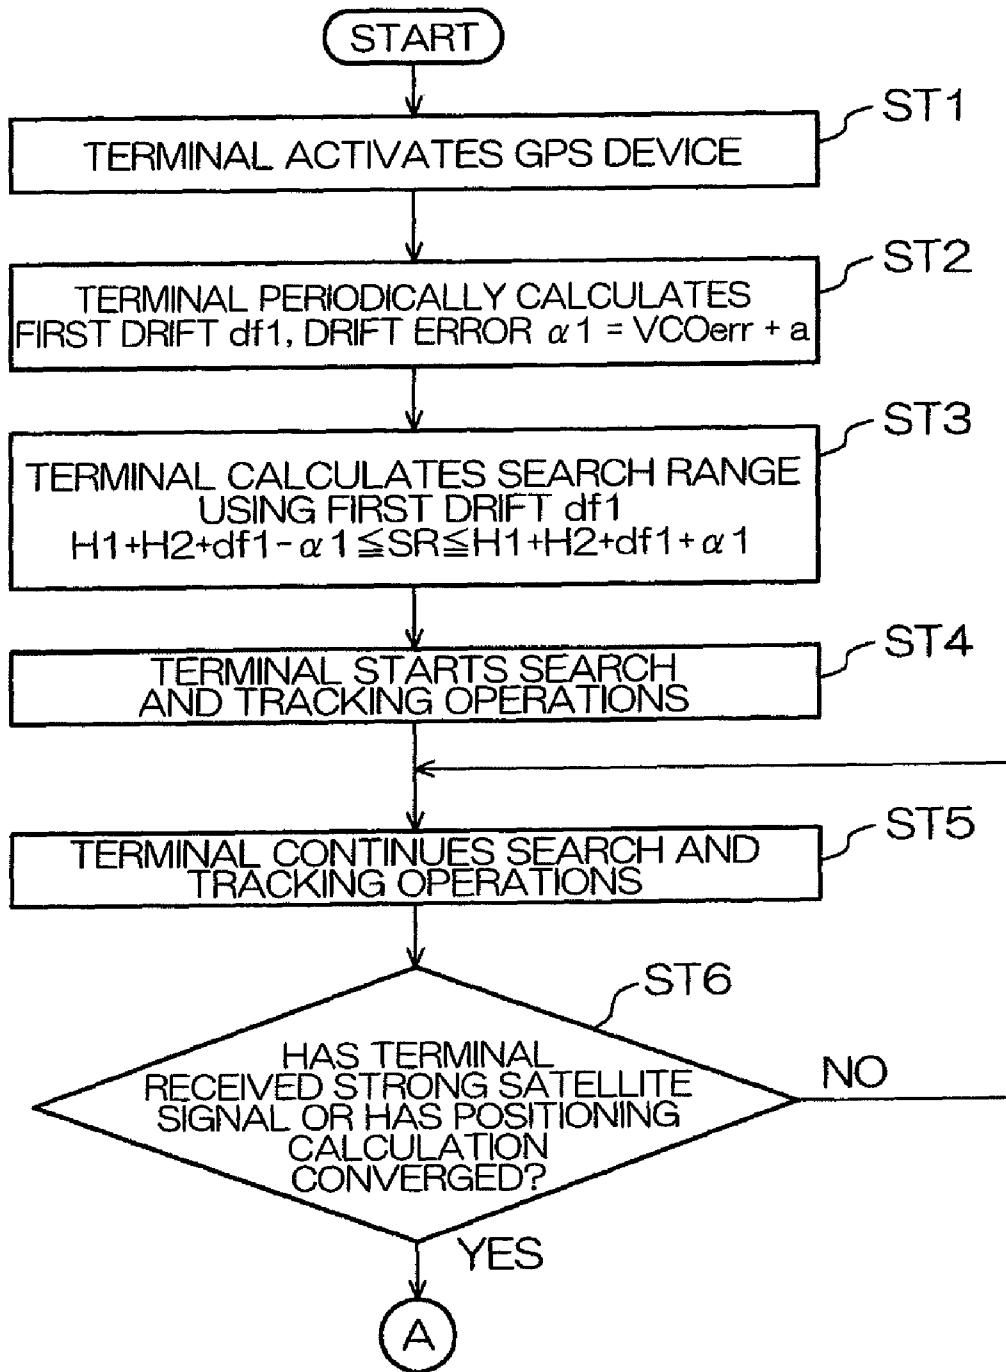 START
ST1
TERMINAL ACTIVATES GPS DEVICE
ST2
TERMINAL PERIODICALLY CALCULATES
FIRST DRIFT df1, DRIFT ERROR α1 = VCOerr + a
ST3
TERMINAL CALCULATES SEARCH RANGE
USING FIRST DRIFT df1
H1+H2+df1-α1≦SR≦H1+H2+df1+α1
ST4
TERMINAL STARTS SEARCH
AND TRACKING OPERATIONS
ST5
TERMINAL CONTINUES SEARCH AND
TRACKING OPERATIONS
ST6
HAS TERMINAL
RECEIVED STRONG SATELLITE
SIGNAL OR HAS POSITIONING
CALCULATION
CONVERGED?
NO
YES
A